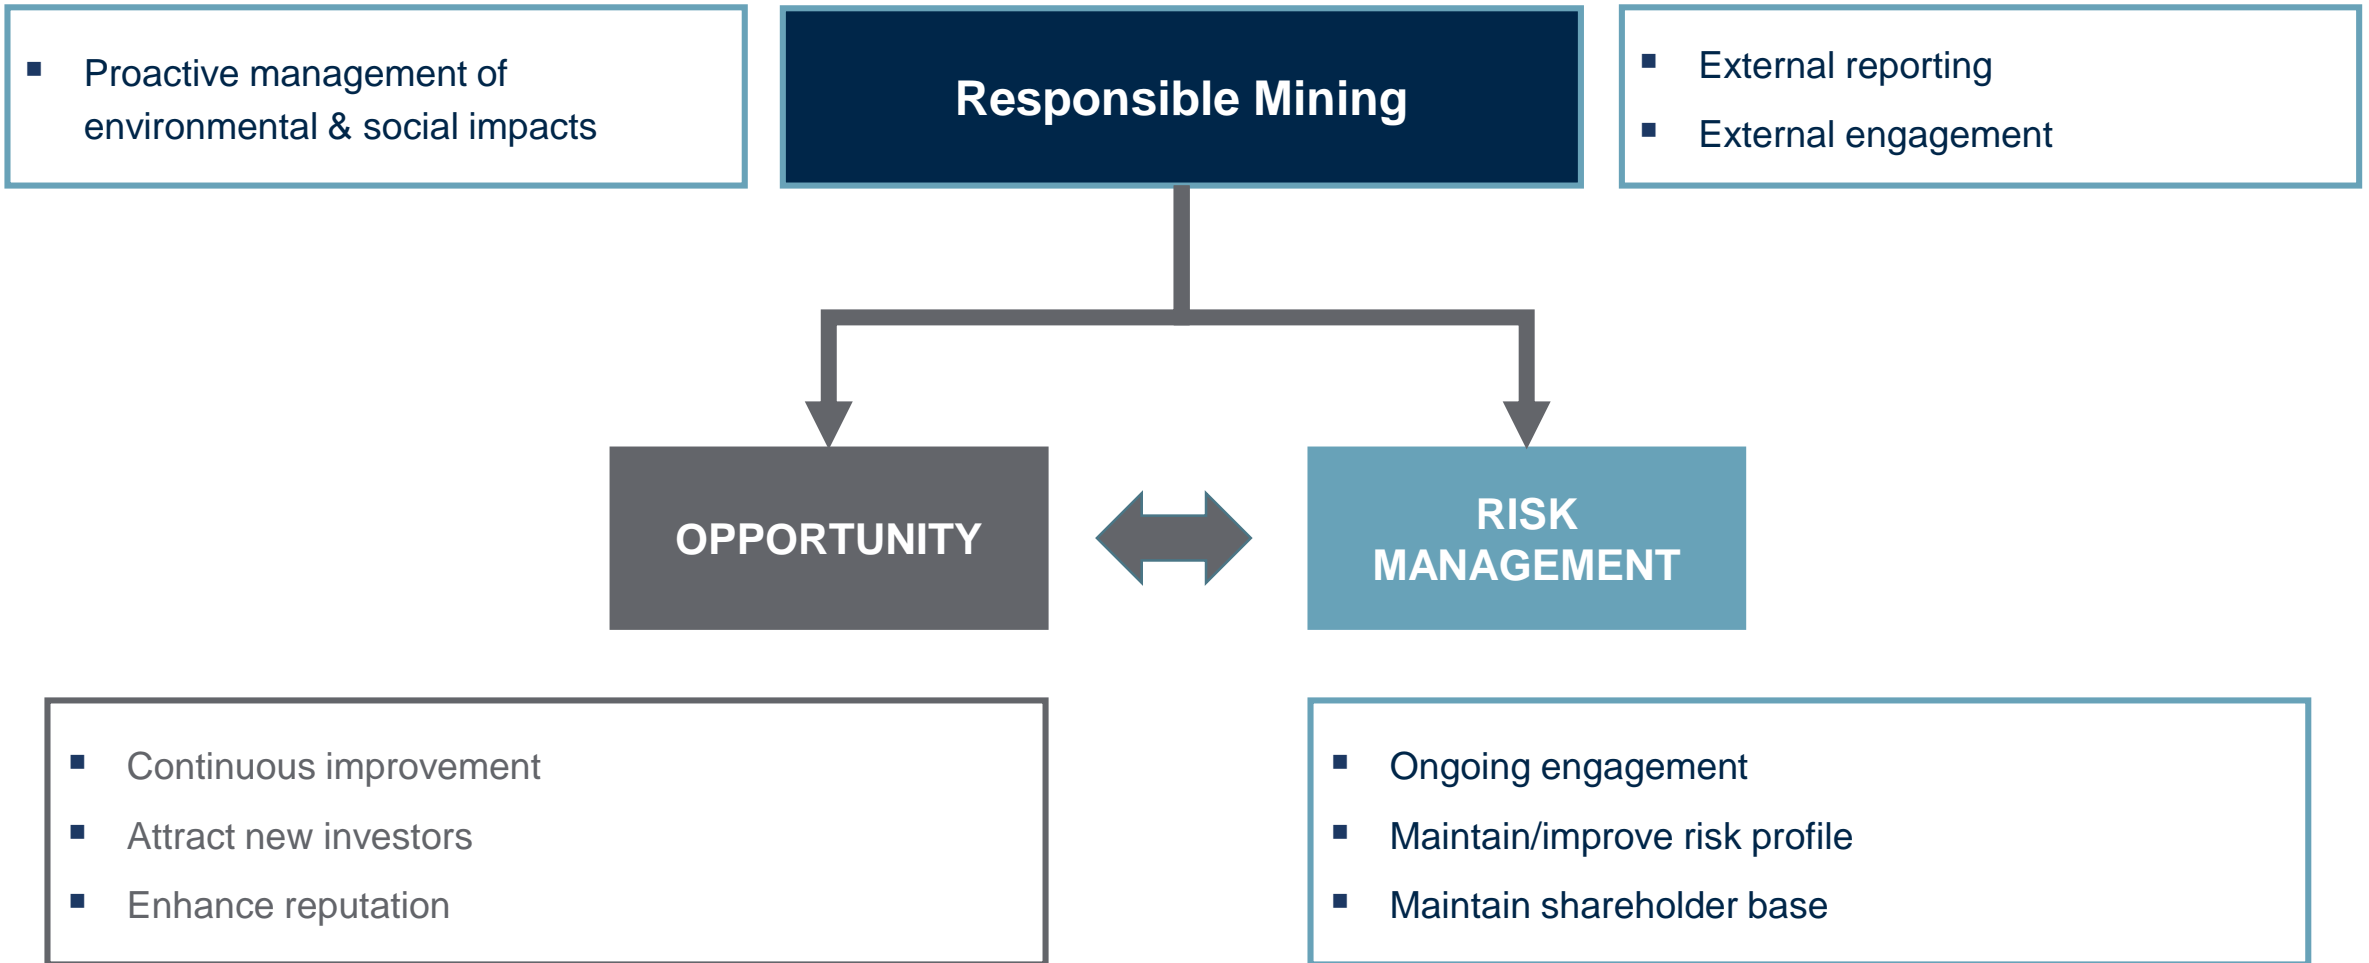 Proactive management of
environmental & social impacts
Responsible Mining
External reporting
External engagement
OPPORTUNITY
RISK
MANAGEMENT
Continuous improvement
Attract new investors
Enhance reputation
Ongoing engagement
Maintain/improve risk profile
Maintain shareholder base